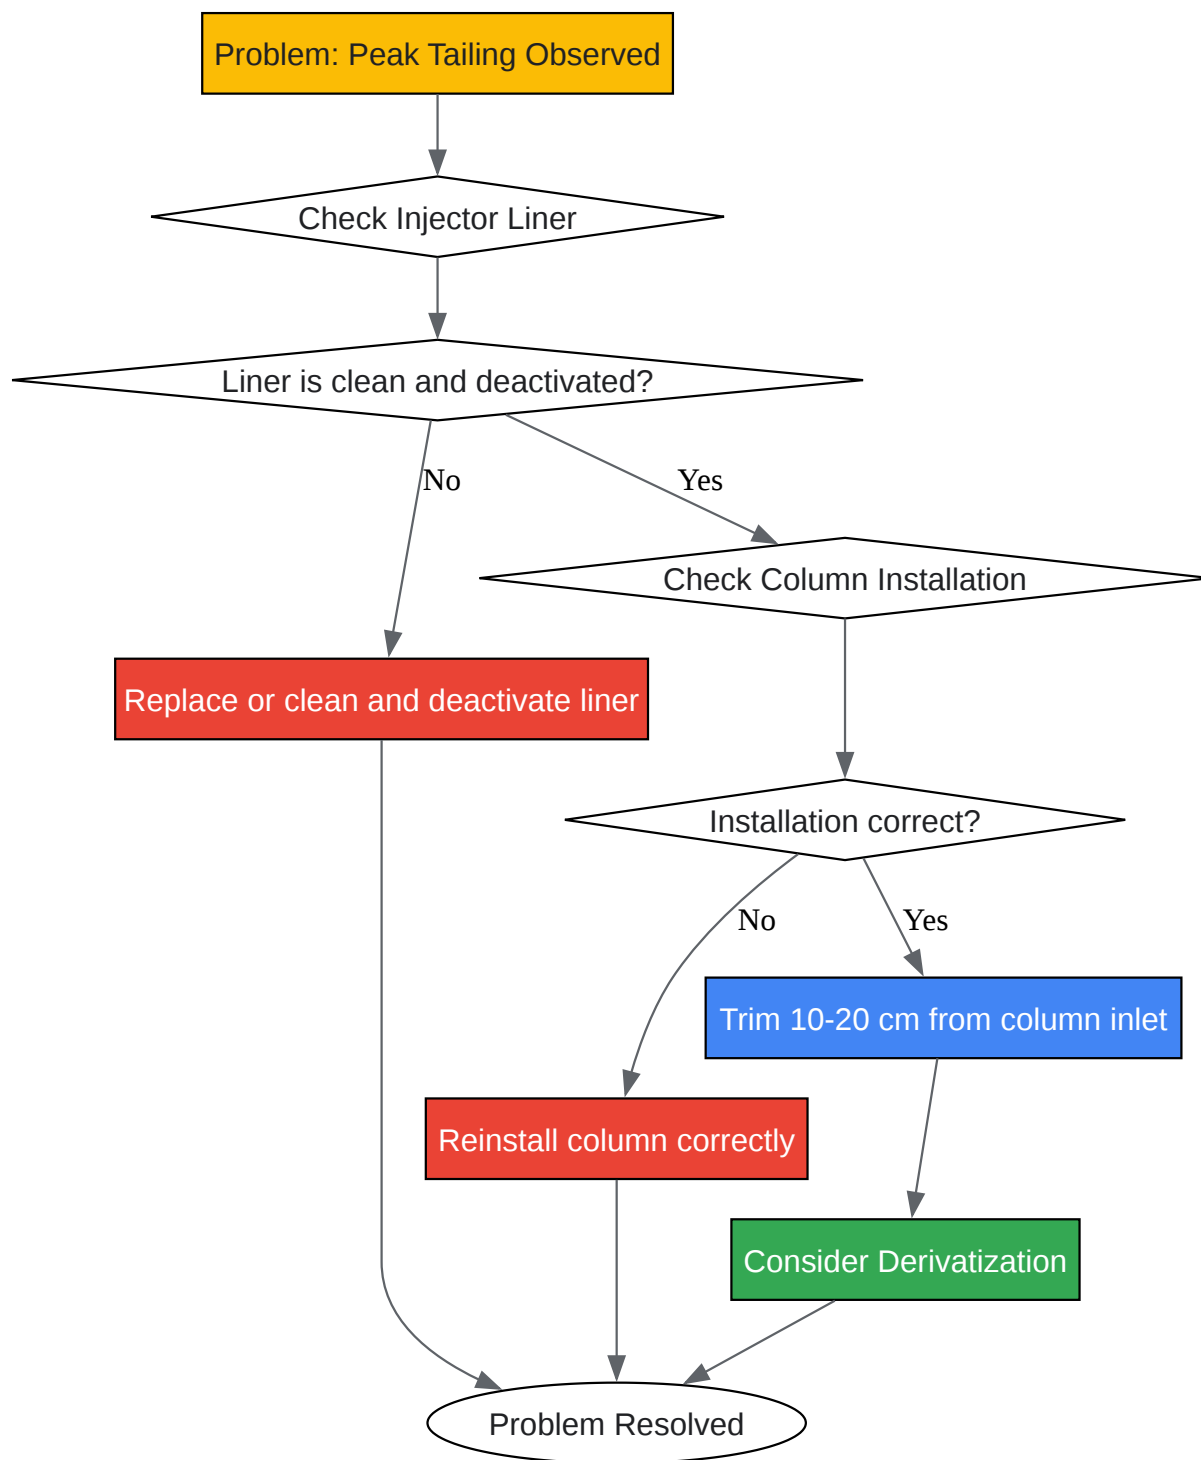 Problem: Peak Tailing Observed
Check Injector Liner
Liner is clean and deactivated?
No
Yes
Check Column Installation
Replace or clean and deactivate liner
Installation correct?
No
Yes
Trim 10-20 cm from column inlet
Reinstall column correctly
Consider Derivatization
Problem Resolved